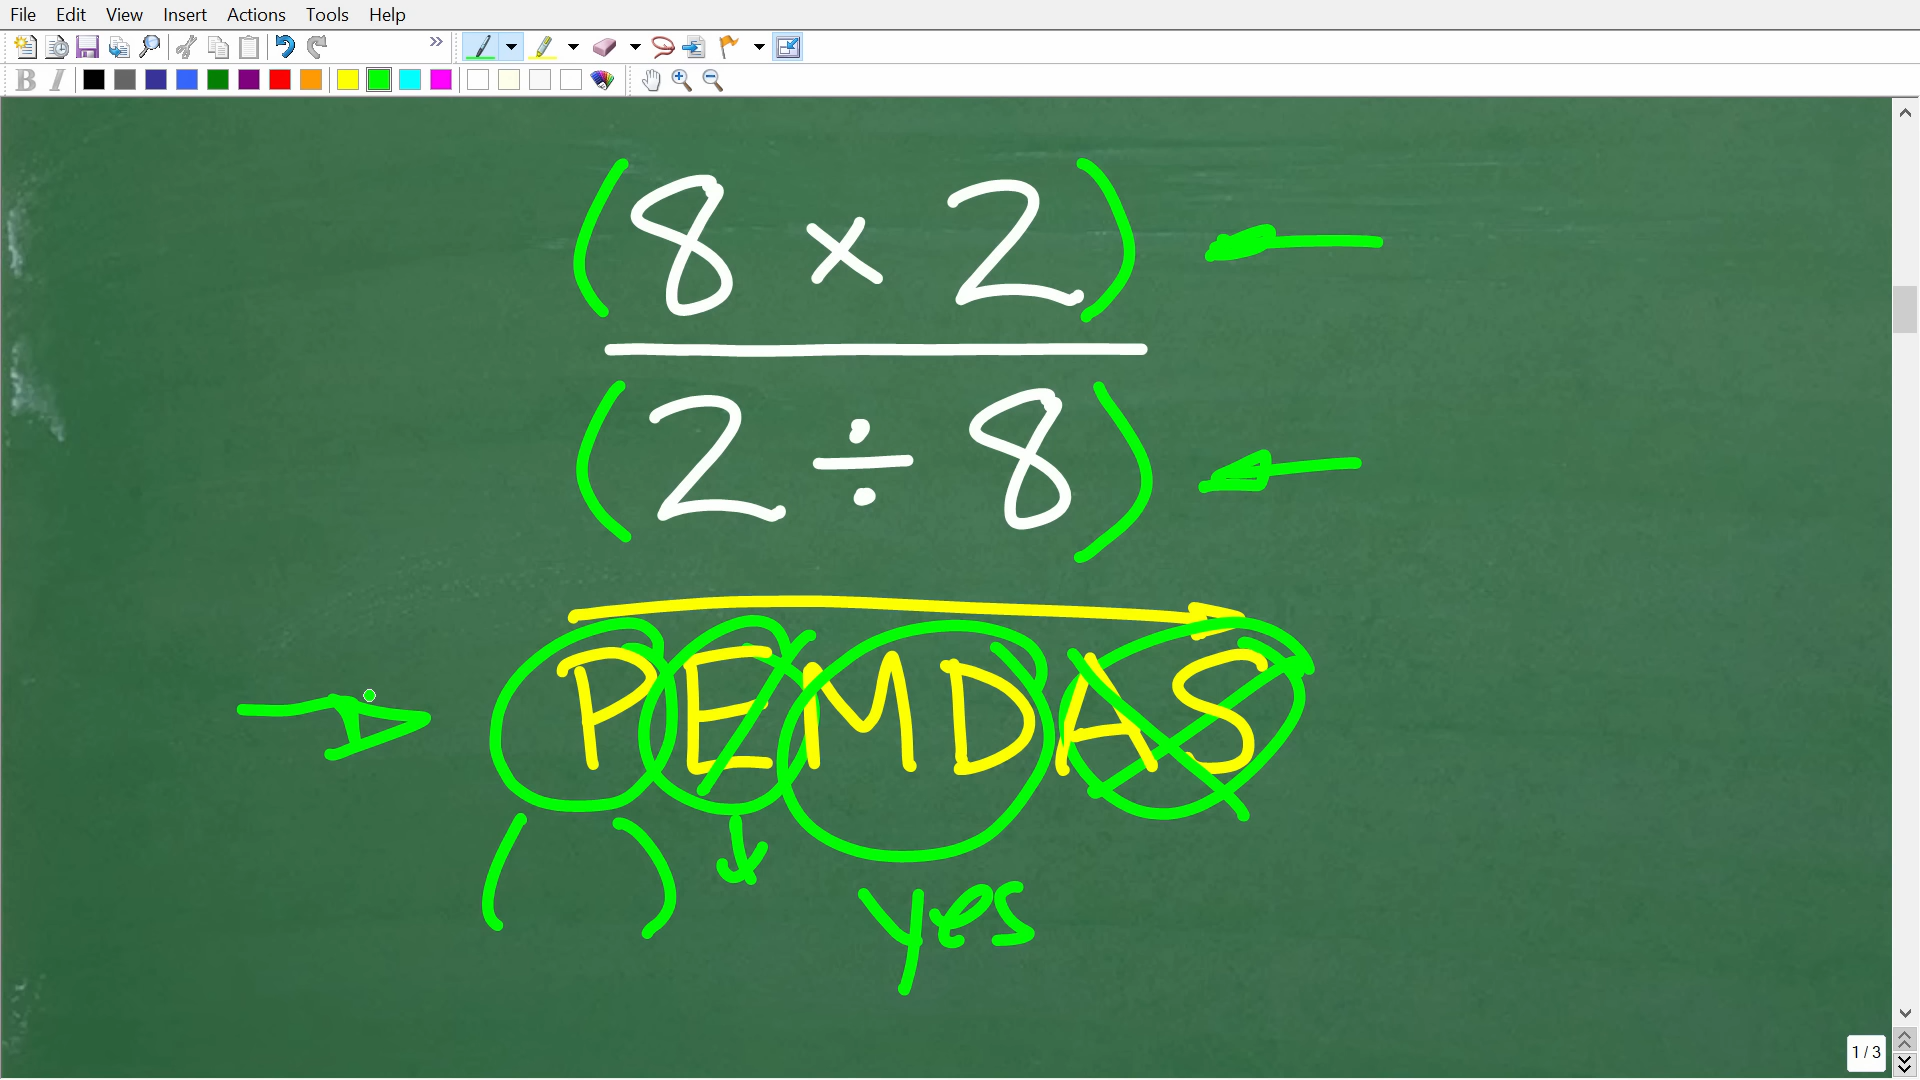 File Edit View Insert Actions Tools Help
B I
(8 × 2)
(2 ÷ 8)
PEMDAS
( )
yes
1 / 3